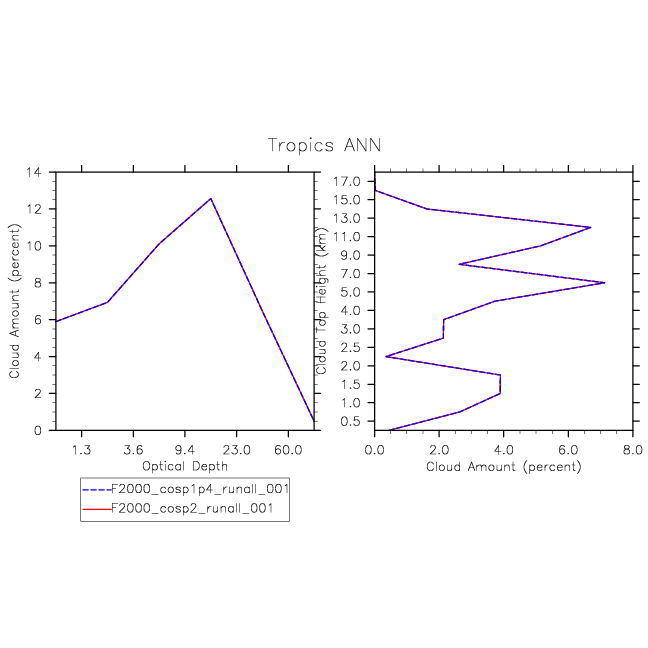 Tropics ANN
Cloud Amount (percent)
14
12
10
8
6
4
2
0
1.3 3.6 9.4 23.0 60.0
Optical Depth
Cloud Top Height (km)
17.0
15.0
13.0
11.0
9.0
7.0
5.0
4.0
3.0
2.5
2.0
1.5
1.0
0.5
0.0 2.0 4.0 6.0 8.0
Cloud Amount (percent)
F2000_cosp1p4_runall_001
F2000_cosp2_runall_001